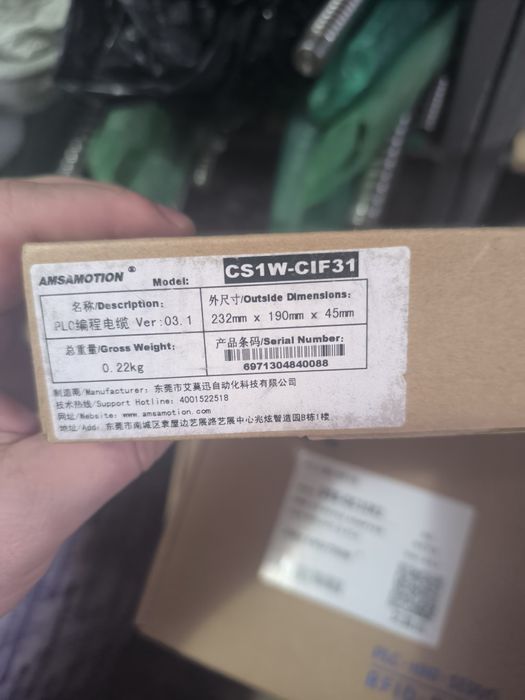 AMSAMOTION ® Model: CS1W-CIF31
名称/Description:
PLC编程电缆 Ver:03.1
外尺寸/Outside Dimensions:
232mm x 190mm x 45mm
总重量/Gross Weight:
0.22kg
产品条码/Serial Number:
6971304840088
制造商/Manufacturer: 东莞市艾莫迅自动化科技有限公司
技术热线/Support Hotline: 4001522518
网址/Website: www.amsamotion.com
地址/Add: 东莞市南城区袁屋边艺展路艺展中心兆炫智造园B栋1楼